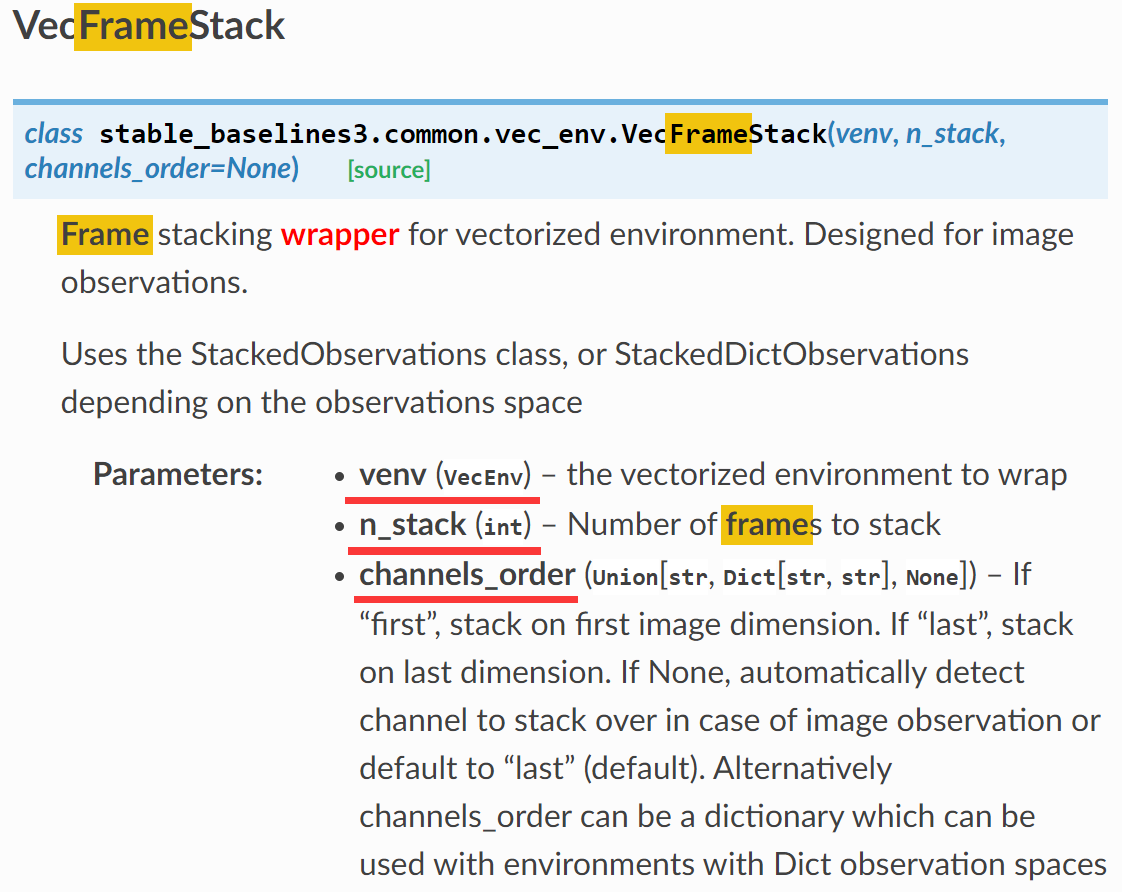 VecFrameStack
class stable_baselines3.common.vec_env.VecFrameStack(venv, n_stack,
channels_order=None) [source]
Frame stacking wrapper for vectorized environment. Designed for image
observations.
Uses the StackedObservations class, or StackedDictObservations
depending on the observations space
Parameters: • venv (VecEnv) – the vectorized environment to wrap
• n_stack (int) – Number of frames to stack
• channels_order (Union[str, Dict[str, str], None]) – If
“first”, stack on first image dimension. If “last”, stack
on last dimension. If None, automatically detect
channel to stack over in case of image observation or
default to “last” (default). Alternatively
channels_order can be a dictionary which can be
used with environments with Dict observation spaces